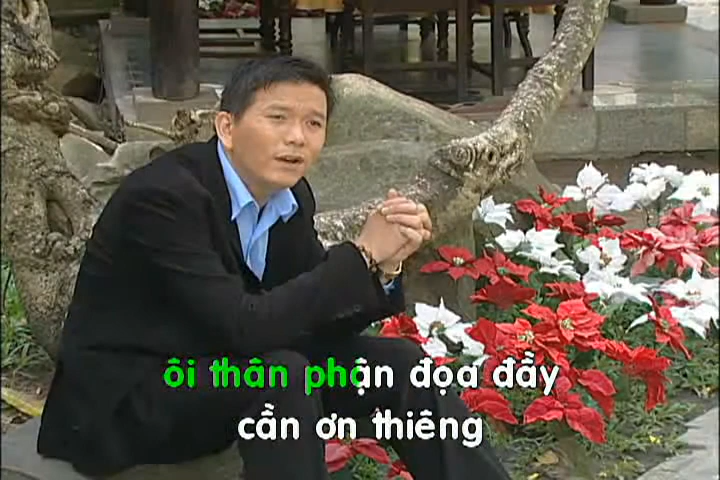 ôi thân phận đọa đầy
cần ơn thiêng